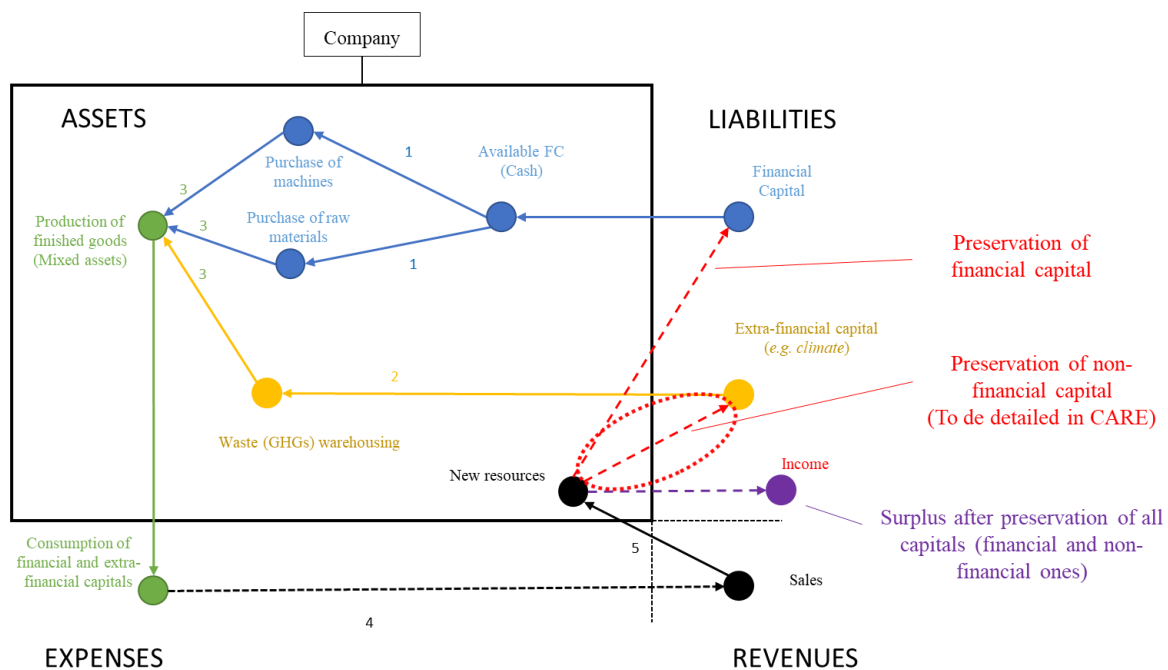 Company
ASSETS
LIABILITIES
Purchase of
machines
1
Available FC
(Cash)
Financial
Capital
3
Production of
finished goods
(Mixed assets)
3
Purchase of raw
materials
3
1
Preservation of
financial capital
Extra-financial capital
(e.g. climate)
2
Preservation of non-
financial capital
(To de detailed in CARE)
Waste (GHGs) warehousing
New resources
Income
Surplus after preservation of all
capitals (financial and non-
financial ones)
Consumption of
financial and extra-
financial capitals
5
Sales
4
EXPENSES
REVENUES